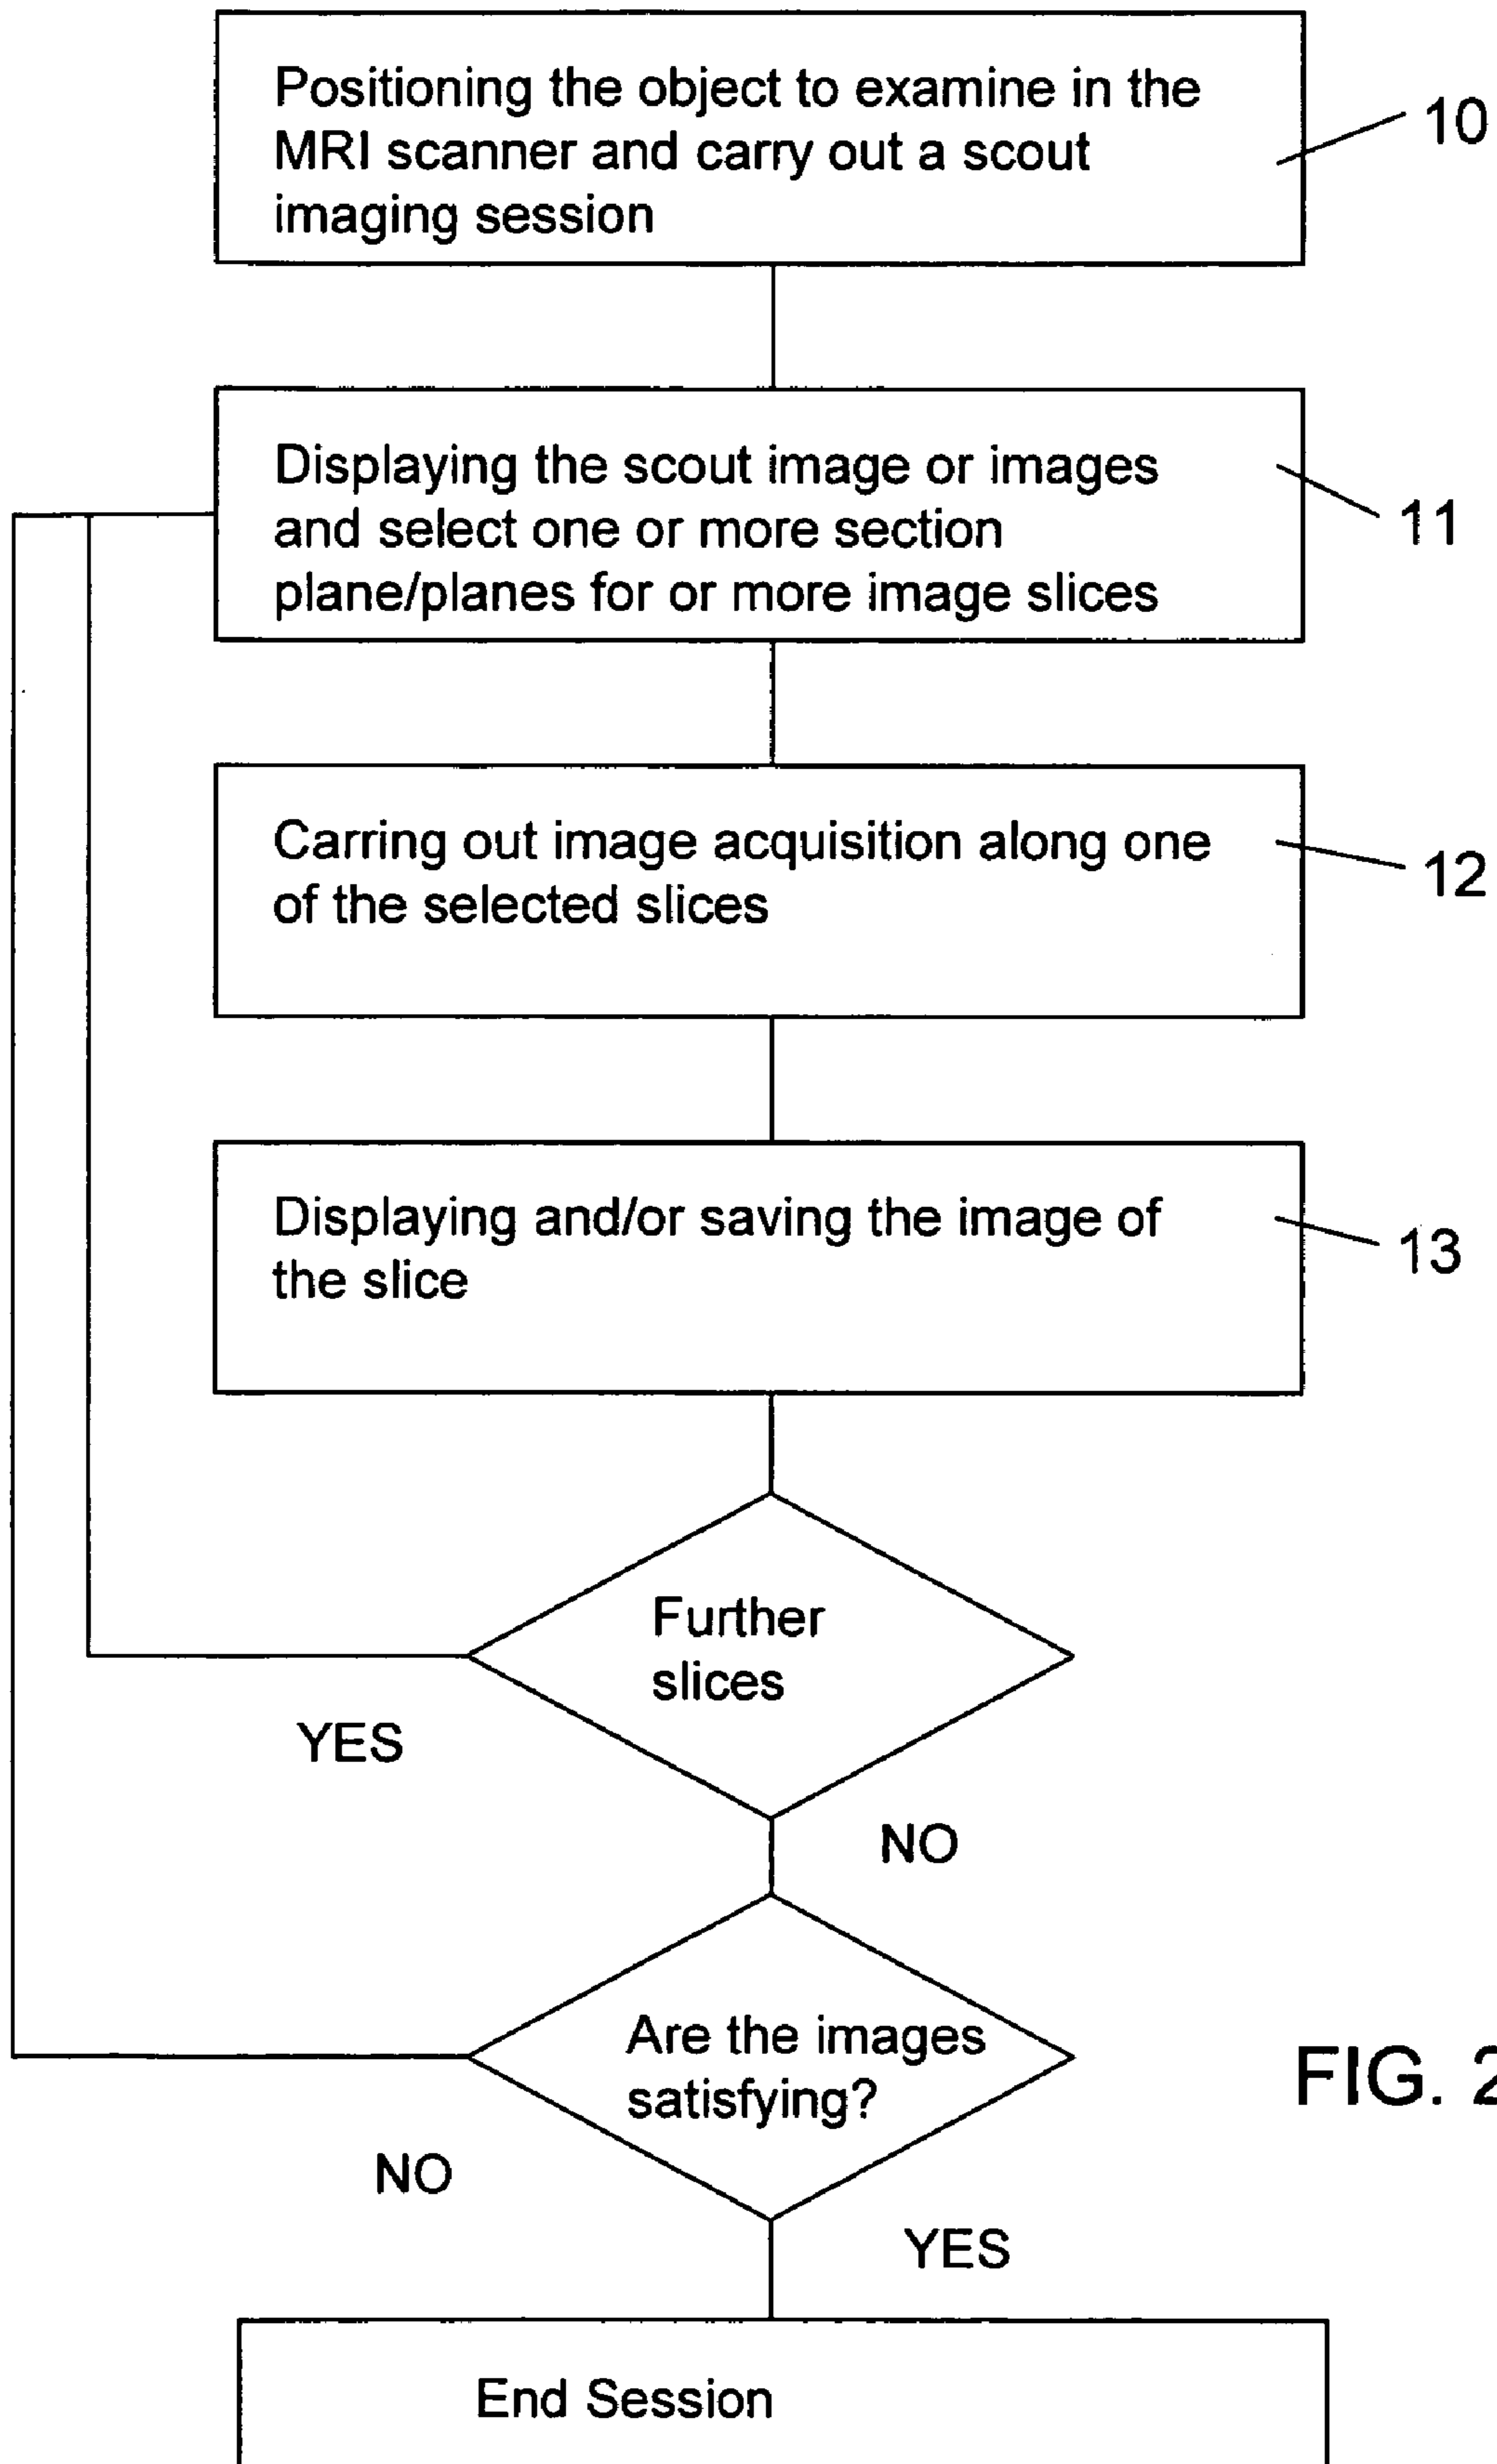 Positioning the object to examine in the
MRI scanner and carry out a scout
imaging session
10
Displaying the scout image or images
and select one or more section
plane/planes for or more image slices
11
Carring out image acquisition along one
of the selected slices
12
Displaying and/or saving the image of
the slice
13
Further
slices
YES
NO
Are the images
satisfying?
FIG. 2
NO
YES
End Session